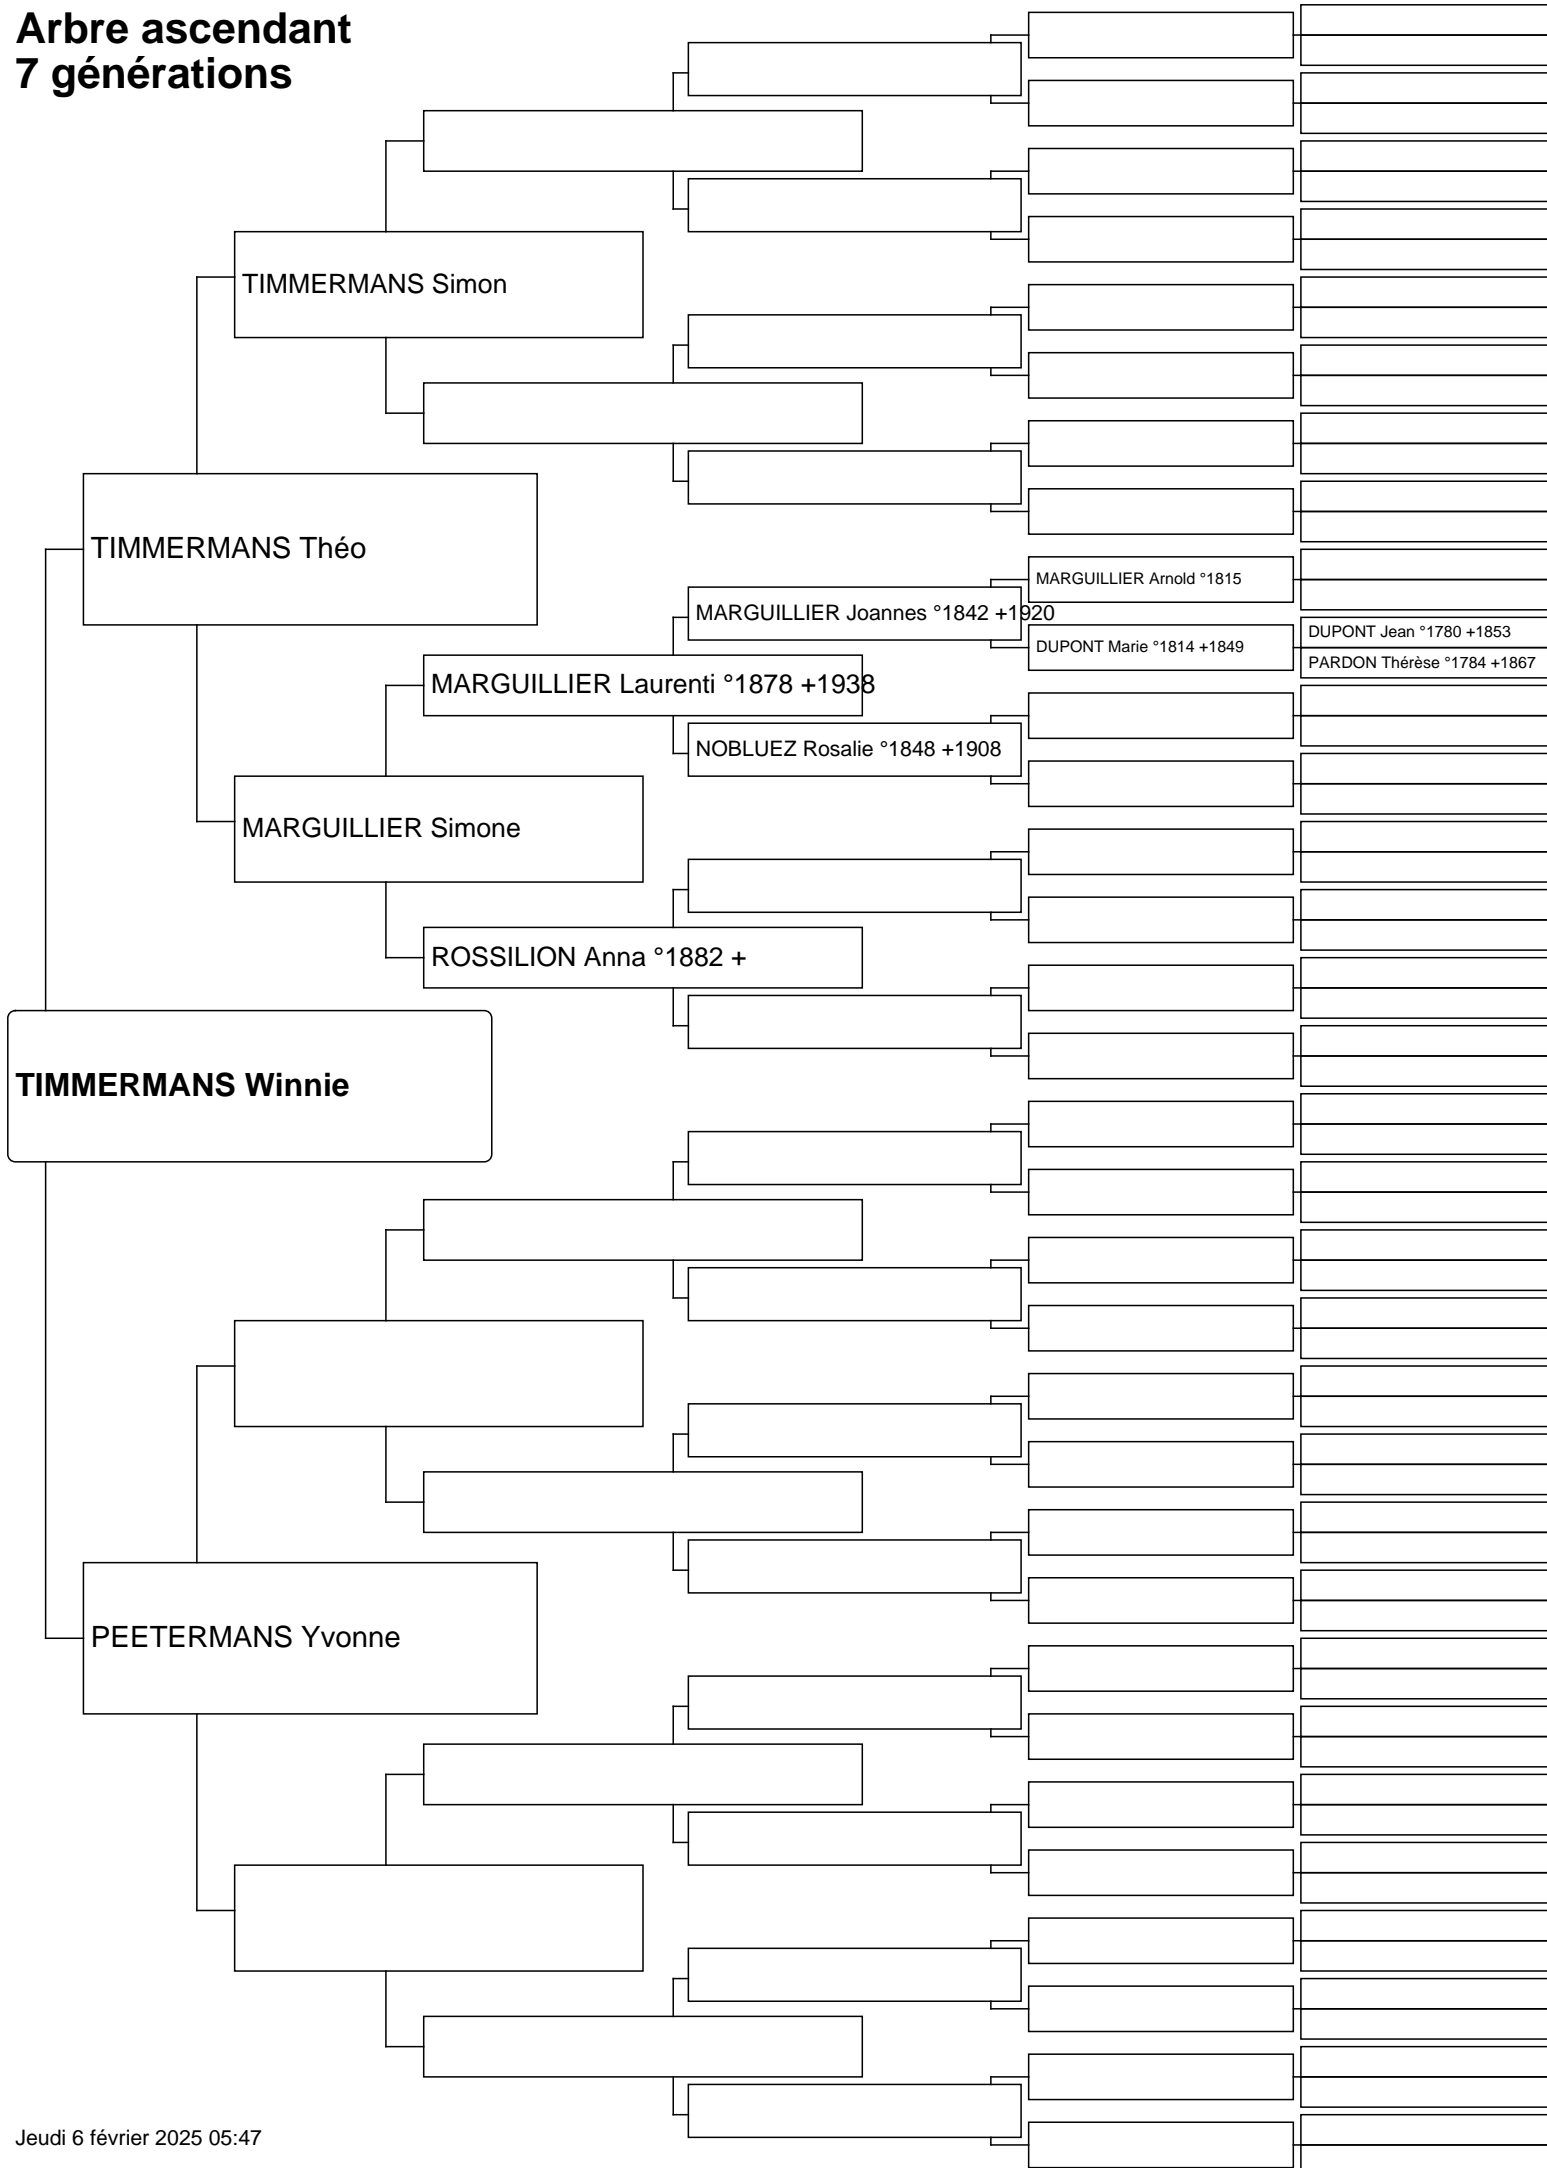 Arbre ascendant
7 générations
TIMMERMANS Simon
TIMMERMANS Théo
MARGUILLIER Arnold °1815
MARGUILLIER Joannes °1842 +1920
DUPONT Jean °1780 +1853
DUPONT Marie °1814 +1849
PARDON Thérèse °1784 +1867
MARGUILLIER Laurenti °1878 +1938
NOBLUEZ Rosalie °1848 +1908
MARGUILLIER Simone
ROSSILION Anna °1882 +
TIMMERMANS Winnie
PEETERMANS Yvonne
Jeudi 6 février 2025 05:47